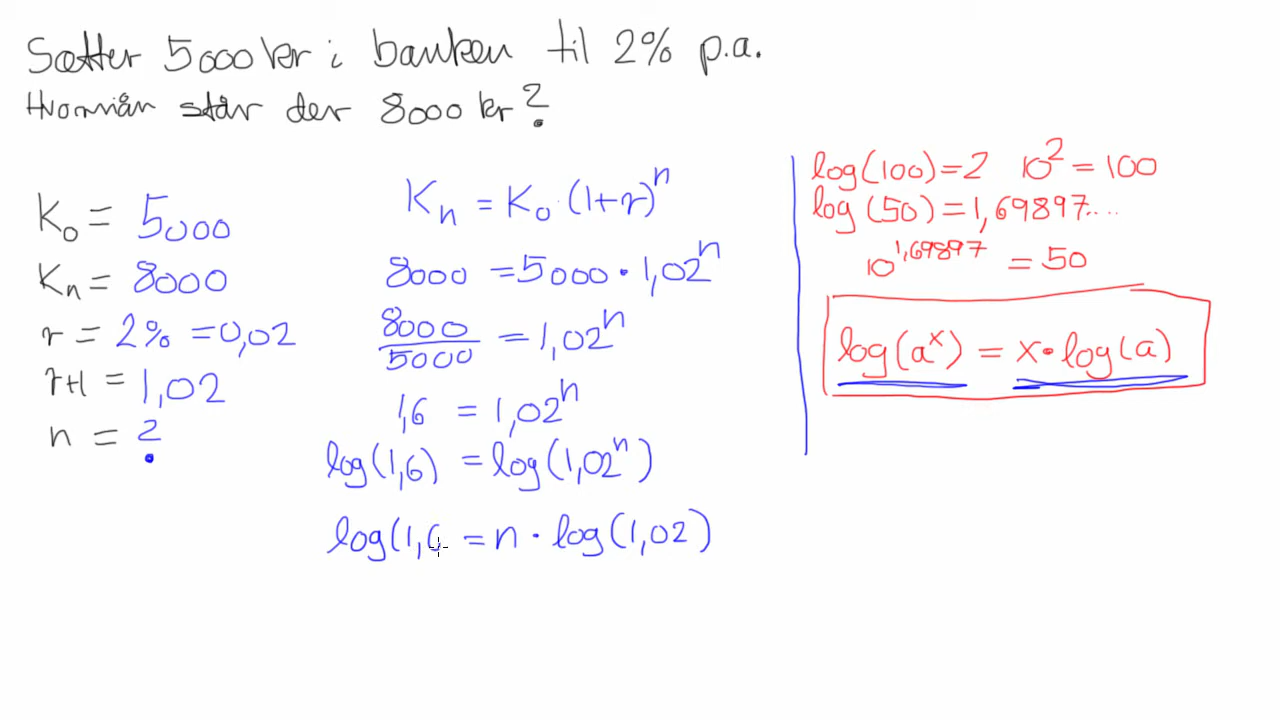 Sætter 5000 kr i banken til 2% p.a.
Hvornår står der 8000 kr?
K₀ = 5000
Kₙ = 8000
r = 2% = 0,02
r+1 = 1,02
n = ?
Kₙ = K₀ · (1+r)ⁿ
8000 = 5000 · 1,02ⁿ
8000/5000 = 1,02ⁿ
1,6 = 1,02ⁿ
log(1,6) = log(1,02ⁿ)
log(1,6 = n · log(1,02)
log(100) = 2 10² = 100
log(50) = 1,69897....
10^1,69897 = 50
log(aˣ) = x · log(a)